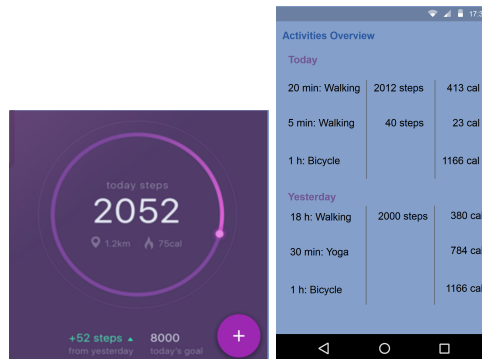 today steps
2052
1.2km 75cal
+52 steps 8000
from yesterday today's goal
+
17:3
Activities Overview
Today
20 min: Walking 2012 steps 413 cal
5 min: Walking 40 steps 23 cal
1 h: Bicycle 1166 cal
Yesterday
18 h: Walking 2000 steps 380 cal
30 min: Yoga 784 cal
1 h: Bicycle 1166 cal